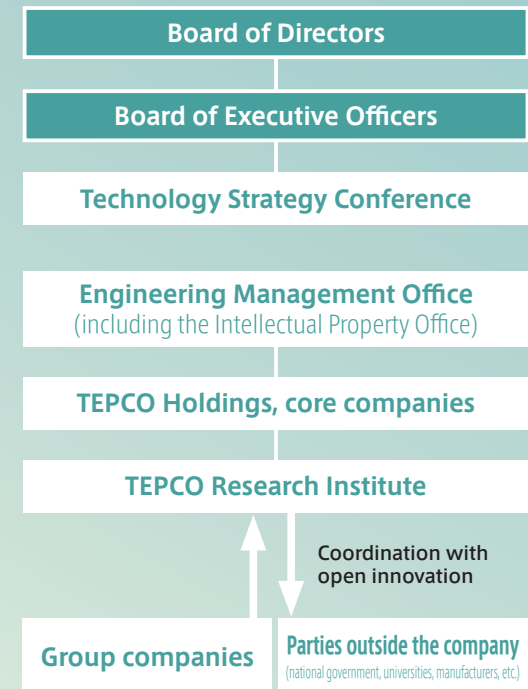 Board of Directors
Board of Executive Officers
Technology Strategy Conference
Engineering Management Office
(including the Intellectual Property Office)
TEPCO Holdings, core companies
TEPCO Research Institute
Coordination with
open innovation
Group companies
Parties outside the company
(national government, universities, manufacturers, etc.)